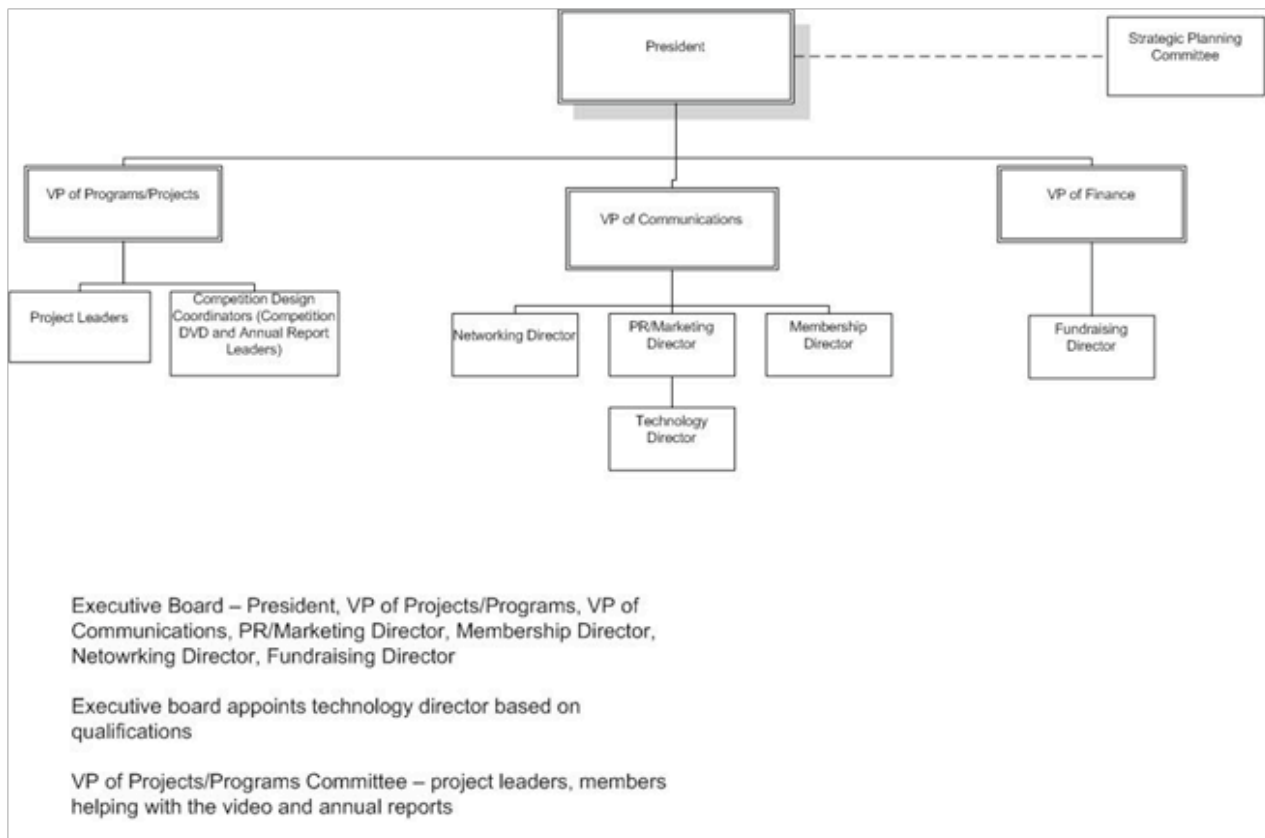 President
Strategic Planning
Committee
VP of Programs/Projects
VP of Communications
VP of Finance
Project Leaders
Competition Design
Coordinators (Competition
DVD and Annual Report
Leaders)
Networking Director
PR/Marketing
Director
Membership
Director
Fundraising
Director
Technology
Director
Executive Board – President, VP of Projects/Programs, VP of
Communications, PR/Marketing Director, Membership Director,
Netowrking Director, Fundraising Director
Executive board appoints technology director based on
qualifications
VP of Projects/Programs Committee – project leaders, members
helping with the video and annual reports